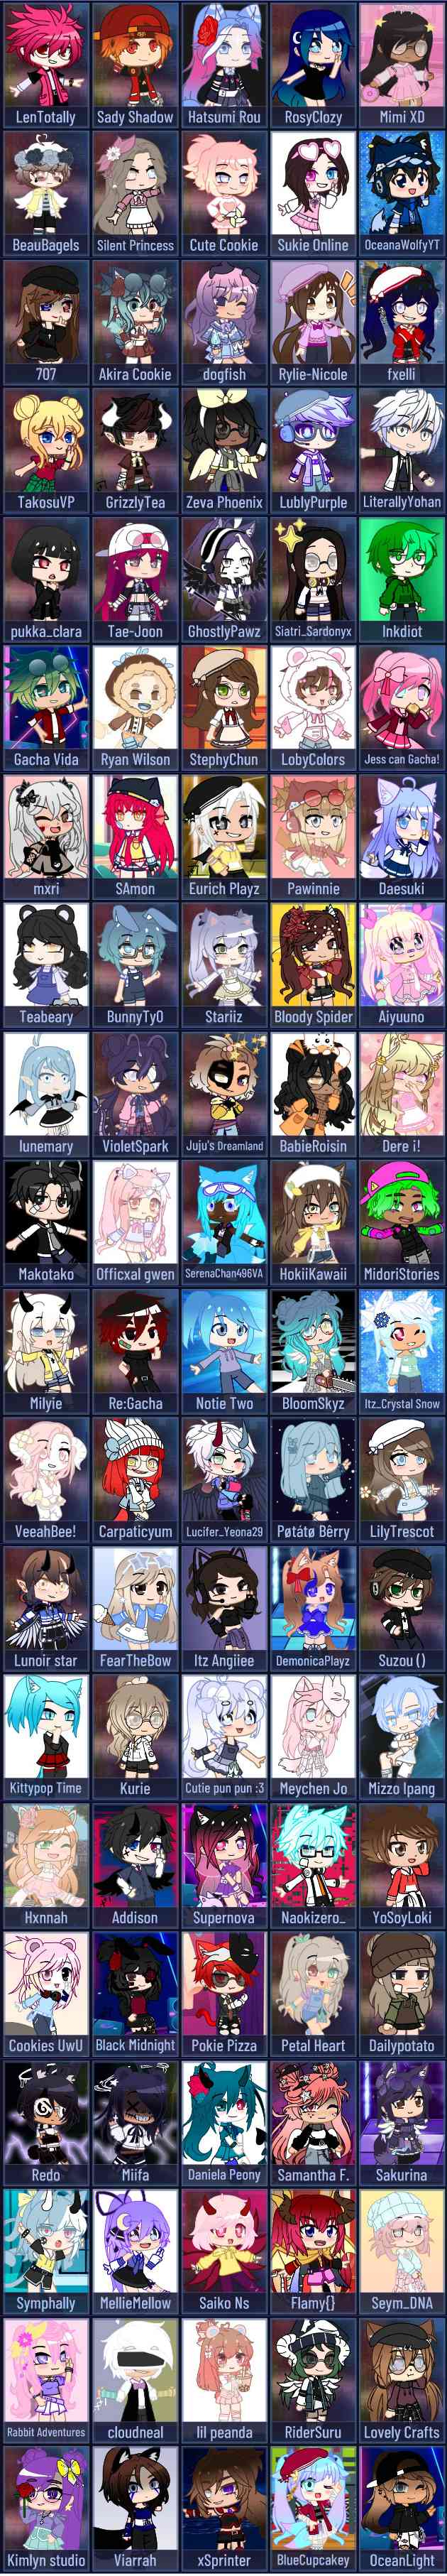 LenTotally
Sady Shadow
Hatsumi Rou
RosyClozy
Mimi XD
BeauBagels
Silent Princess
Cute Cookie
Sukie Online
OceanaWolfyYT
707
Akira Cookie
dogfish
Rylie-Nicole
fxelli
TakosuVP
GrizzlyTea
Zeva Phoenix
LublyPurple
LiterallyYohan
pukka_clara
Tae-Joon
GhostlyPawz
Siatri_Sardonyx
Inkdiot
Gacha Vida
Ryan Wilson
StephyChun
LobyColors
Jess can Gacha!
mxri
SAmon
Eurich Playz
Pawinnie
Daesuki
Teabeary
BunnyTyO
Stariiz
Bloody Spider
Aiyuuno
lunemary
VioletSpark
Juju's Dreamland
BabieRoisin
Dere i!
Makotako
Officxal gwen
SerenaChan496VA
HokiiKawaii
MidoriStories
Milyie
Re:Gacha
Notie Two
BloomSkyz
Itz_Crystal Snow
VeeahBee!
Carpaticyum
Lucifer_Yeona29
Pøtátø Bêrry
LilyTrescot
Lunoir star
FearTheBow
Itz Angiiee
DemonicaPlayz
Suzou ()
Kittypop Time
Kurie
Cutie pun pun :3
Meychen Jo
Mizzo Ipang
Hxnnah
Addison
Supernova
Naokizero_
YoSoyLoki
Cookies UwU
Black Midnight
Pokie Pizza
Petal Heart
Dailypotato
Redo
Miifa
Daniela Peony
Samantha F.
Sakurina
Symphally
MellieMellow
Saiko Ns
Flamy{}
Seym_DNA
Rabbit Adventures
cloudneal
lil peanda
RiderSuru
Lovely Crafts
Kimlyn studio
Viarrah
xSprinter
BlueCupcakey
OceanLight